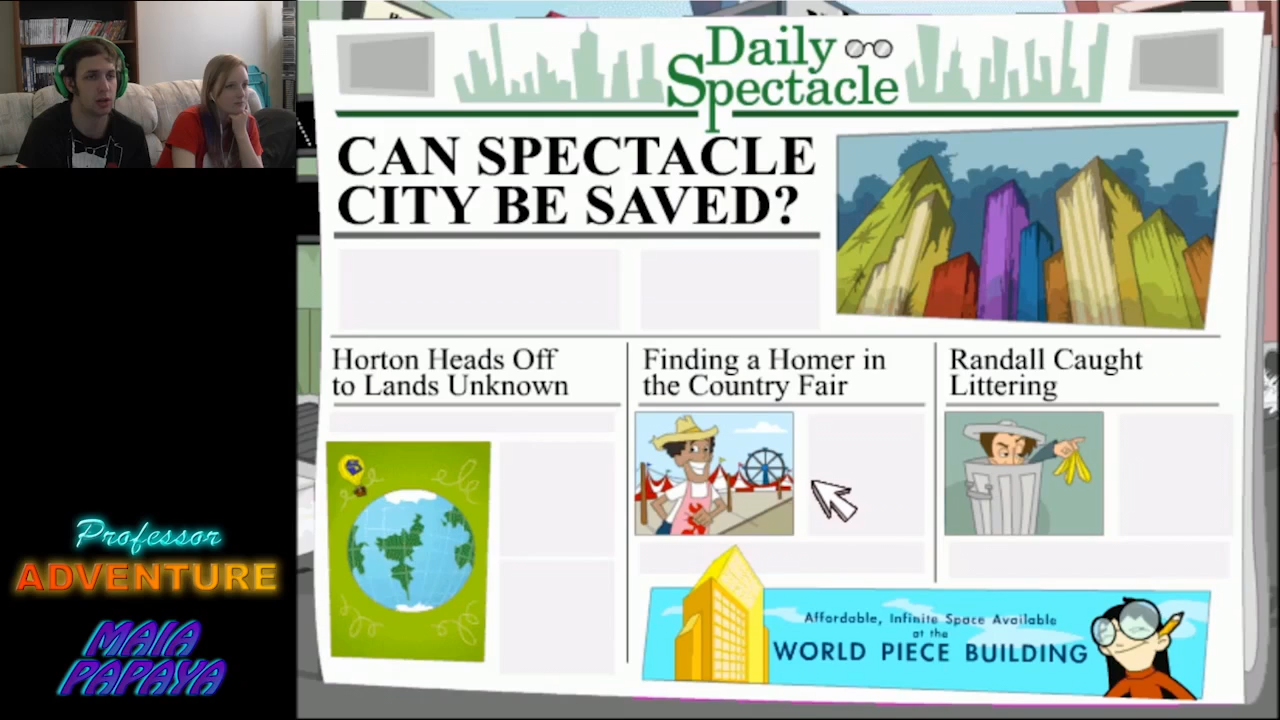 Daily
Spectacle
CAN SPECTACLE
CITY BE SAVED?
Horton Heads Off
to Lands Unknown
Finding a Homer in
the Country Fair
Randall Caught
Littering
Affordable, Infinite Space Available
at the
WORLD PIECE BUILDING
Professor
ADVENTURE
MAIA
PAPAYA